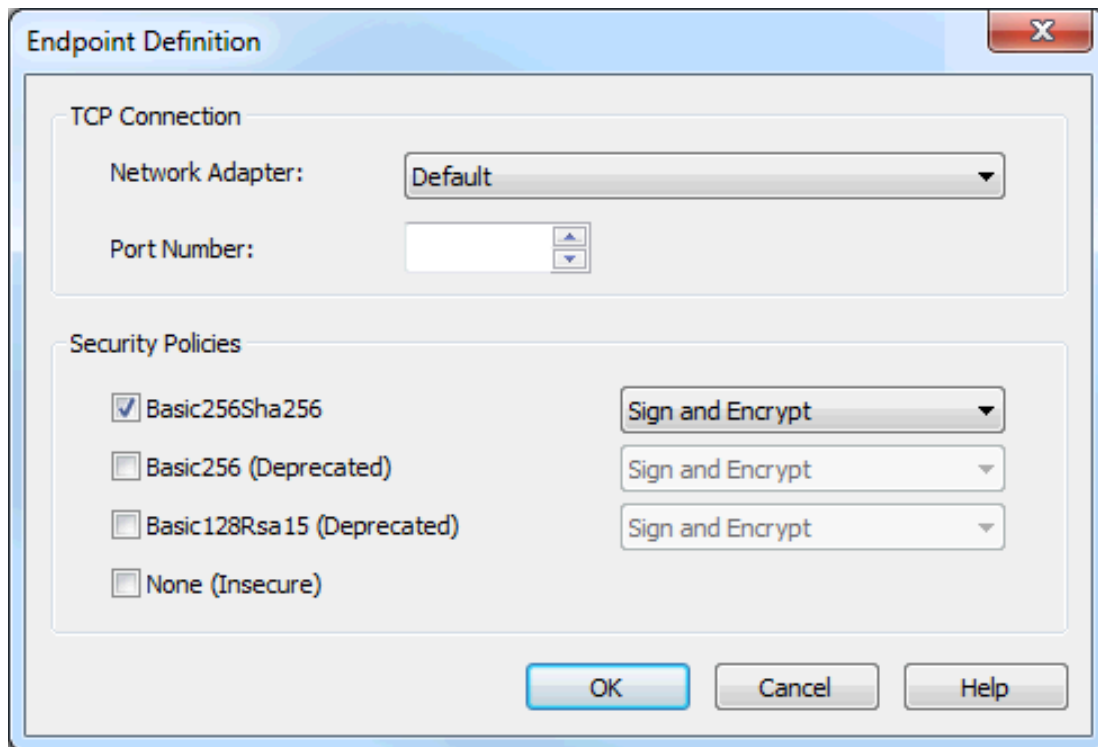 Endpoint Definition
TCP Connection
Network Adapter: Default
Port Number:
Security Policies
Basic256Sha256 Sign and Encrypt
Basic256 (Deprecated) Sign and Encrypt
Basic128Rsa15 (Deprecated) Sign and Encrypt
None (Insecure)
OK Cancel Help